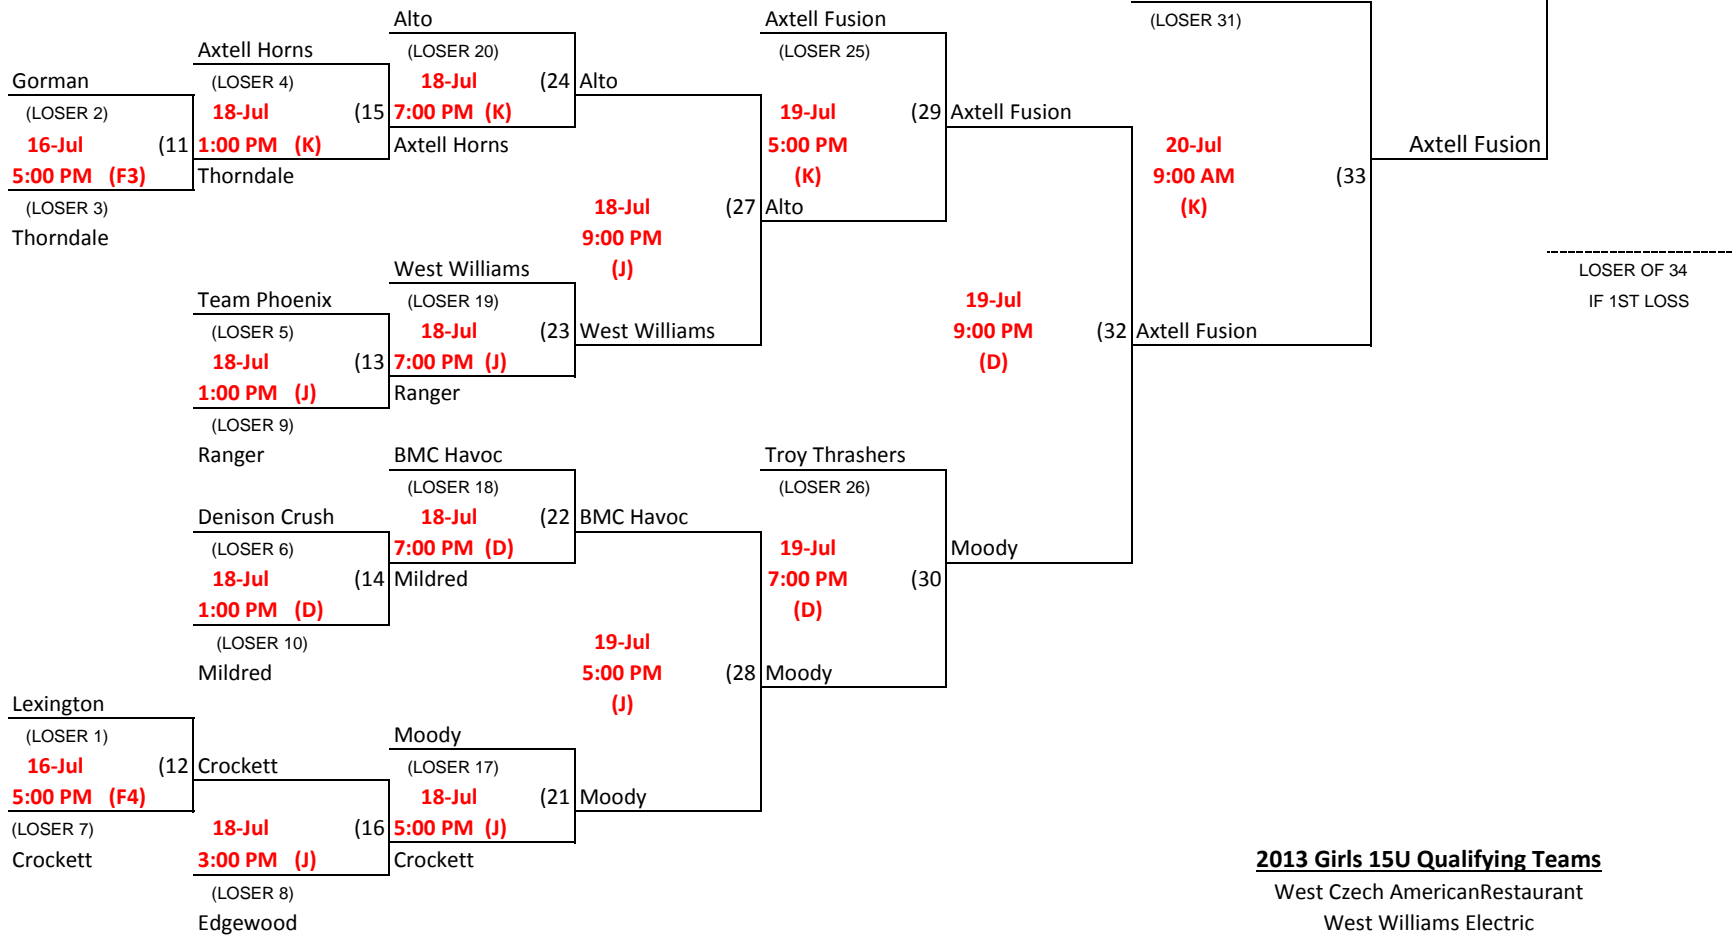 Alto
Axtell Fusion
(LOSER 31)
Axtell Horns
(LOSER 20)
(LOSER 25)
Gorman
(LOSER 4)
18-Jul
(24
Alto
(LOSER 2)
18-Jul
(15
7:00 PM (K)
19-Jul
(29
Axtell Fusion
16-Jul
(11
1:00 PM (K)
Axtell Horns
5:00 PM
20-Jul
Axtell Fusion
5:00 PM (F3)
Thorndale
(K)
9:00 AM
(33
(LOSER 3)
18-Jul
(27
Alto
(K)
Thorndale
9:00 PM
West Williams
(J)
LOSER OF 34
Team Phoenix
(LOSER 19)
19-Jul
IF 1ST LOSS
(LOSER 5)
18-Jul
(23
West Williams
9:00 PM
(32
Axtell Fusion
18-Jul
(13
7:00 PM (J)
(D)
1:00 PM (J)
Ranger
(LOSER 9)
Ranger
BMC Havoc
Troy Thrashers
(LOSER 18)
(LOSER 26)
Denison Crush
18-Jul
(22
BMC Havoc
(LOSER 6)
7:00 PM (D)
19-Jul
Moody
18-Jul
(14
Mildred
7:00 PM
(30
1:00 PM (D)
(D)
(LOSER 10)
19-Jul
Mildred
5:00 PM
(28
Moody
Lexington
(J)
(LOSER 1)
Moody
16-Jul
(12
Crockett
(LOSER 17)
5:00 PM (F4)
18-Jul
(21
Moody
(LOSER 7)
18-Jul
(16
5:00 PM (J)
Crockett
3:00 PM (J)
Crockett
2013 Girls 15U Qualifying Teams
(LOSER 8)
West Czech AmericanRestaurant
Edgewood
West Williams Electric